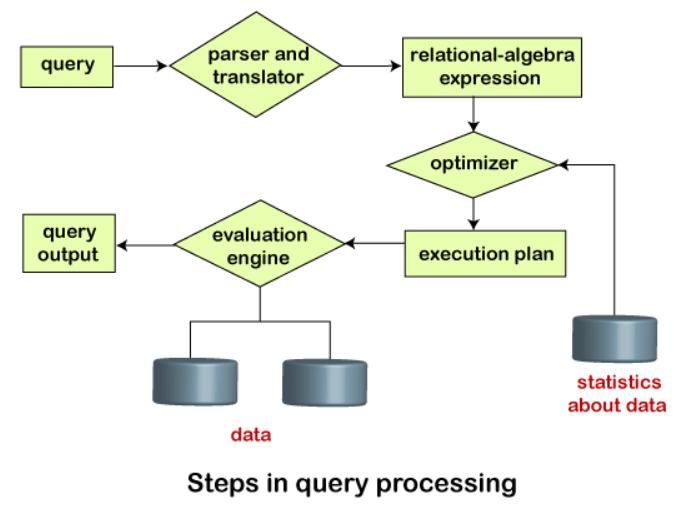 query
parser and
translator
relational-algebra
expression
optimizer
query
output
evaluation
engine
execution plan
statistics
about data
data
Steps in query processing